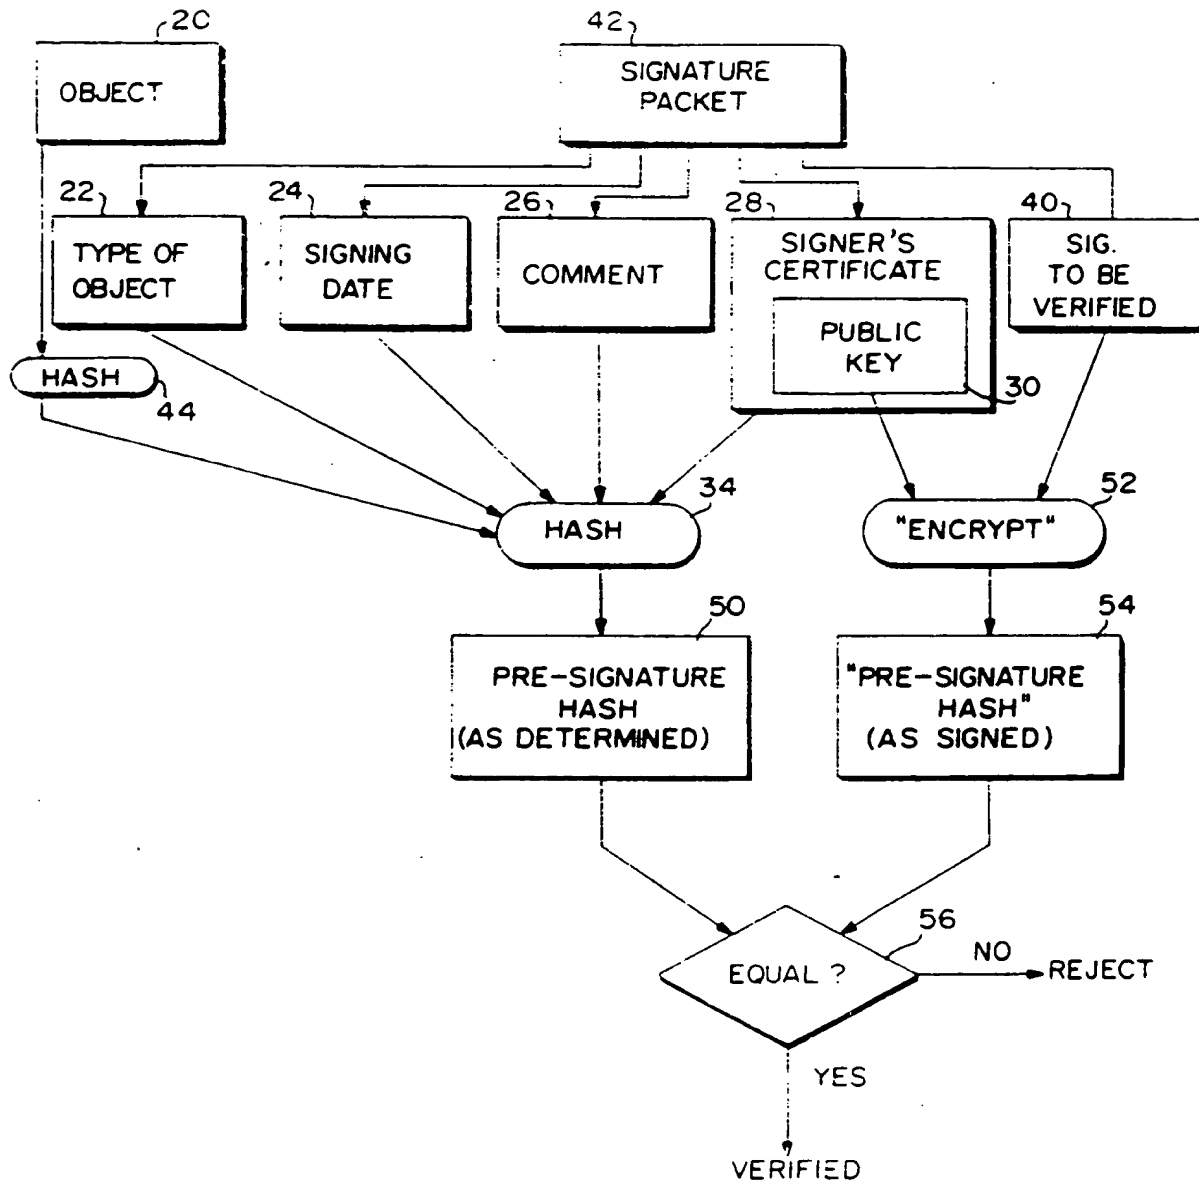 20
OBJECT
42
SIGNATURE
PACKET
22
TYPE OF
OBJECT
24
SIGNING
DATE
26
COMMENT
28
SIGNER'S
CERTIFICATE
PUBLIC
KEY
30
40
SIG.
TO BE
VERIFIED
HASH
44
HASH
34
"ENCRYPT"
52
50
PRE-SIGNATURE
HASH
(AS DETERMINED)
54
"PRE-SIGNATURE
HASH"
(AS SIGNED)
EQUAL ?
56
NO
REJECT
YES
VERIFIED